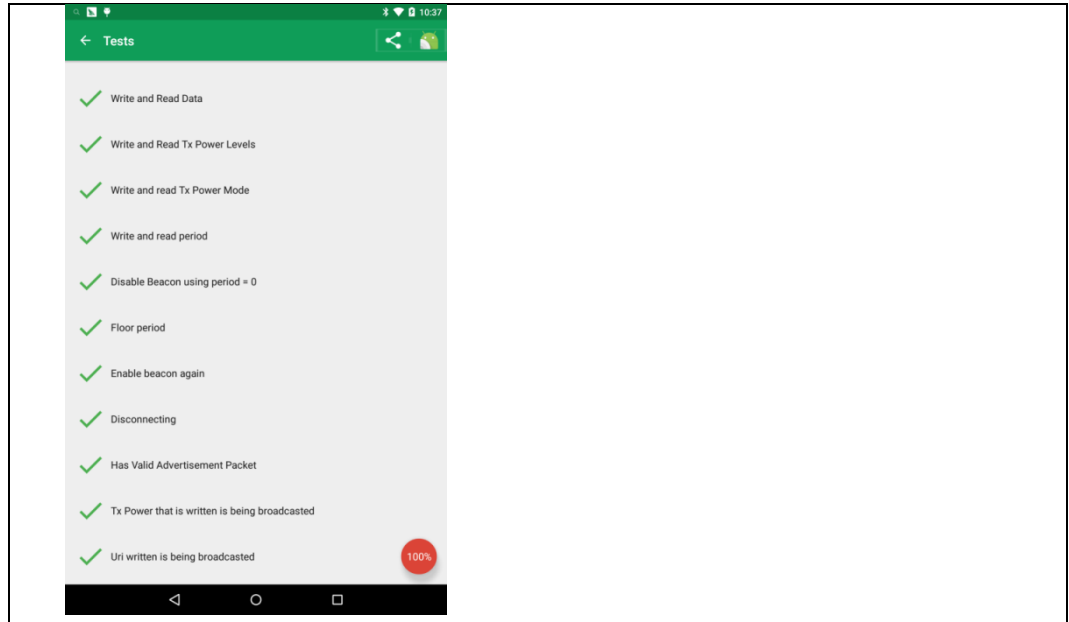 10:37
Tests
Write and Read Data
Write and Read Tx Power Levels
Write and read Tx Power Mode
Write and read period
Disable Beacon using period = 0
Floor period
Enable beacon again
Disconnecting
Has Valid Advertisement Packet
Tx Power that is written is being broadcasted
Uri written is being broadcasted
100%